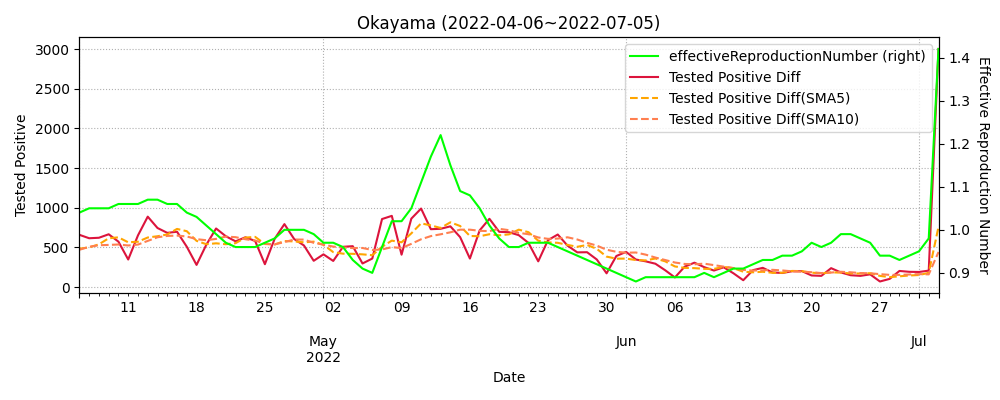 Okayama (2022-04-06~2022-07-05)
effectiveReproductionNumber (right)
Tested Positive Diff
Tested Positive Diff(SMA5)
Tested Positive Diff(SMA10)
Tested Positive
3000
2500
2000
1500
1000
500
0
Effective Reproduction Number
1.4
1.3
1.2
1.1
1.0
0.9
11 18 25 02 09 16 23 30 06 13 20 27
May Jun Jul
2022
Date